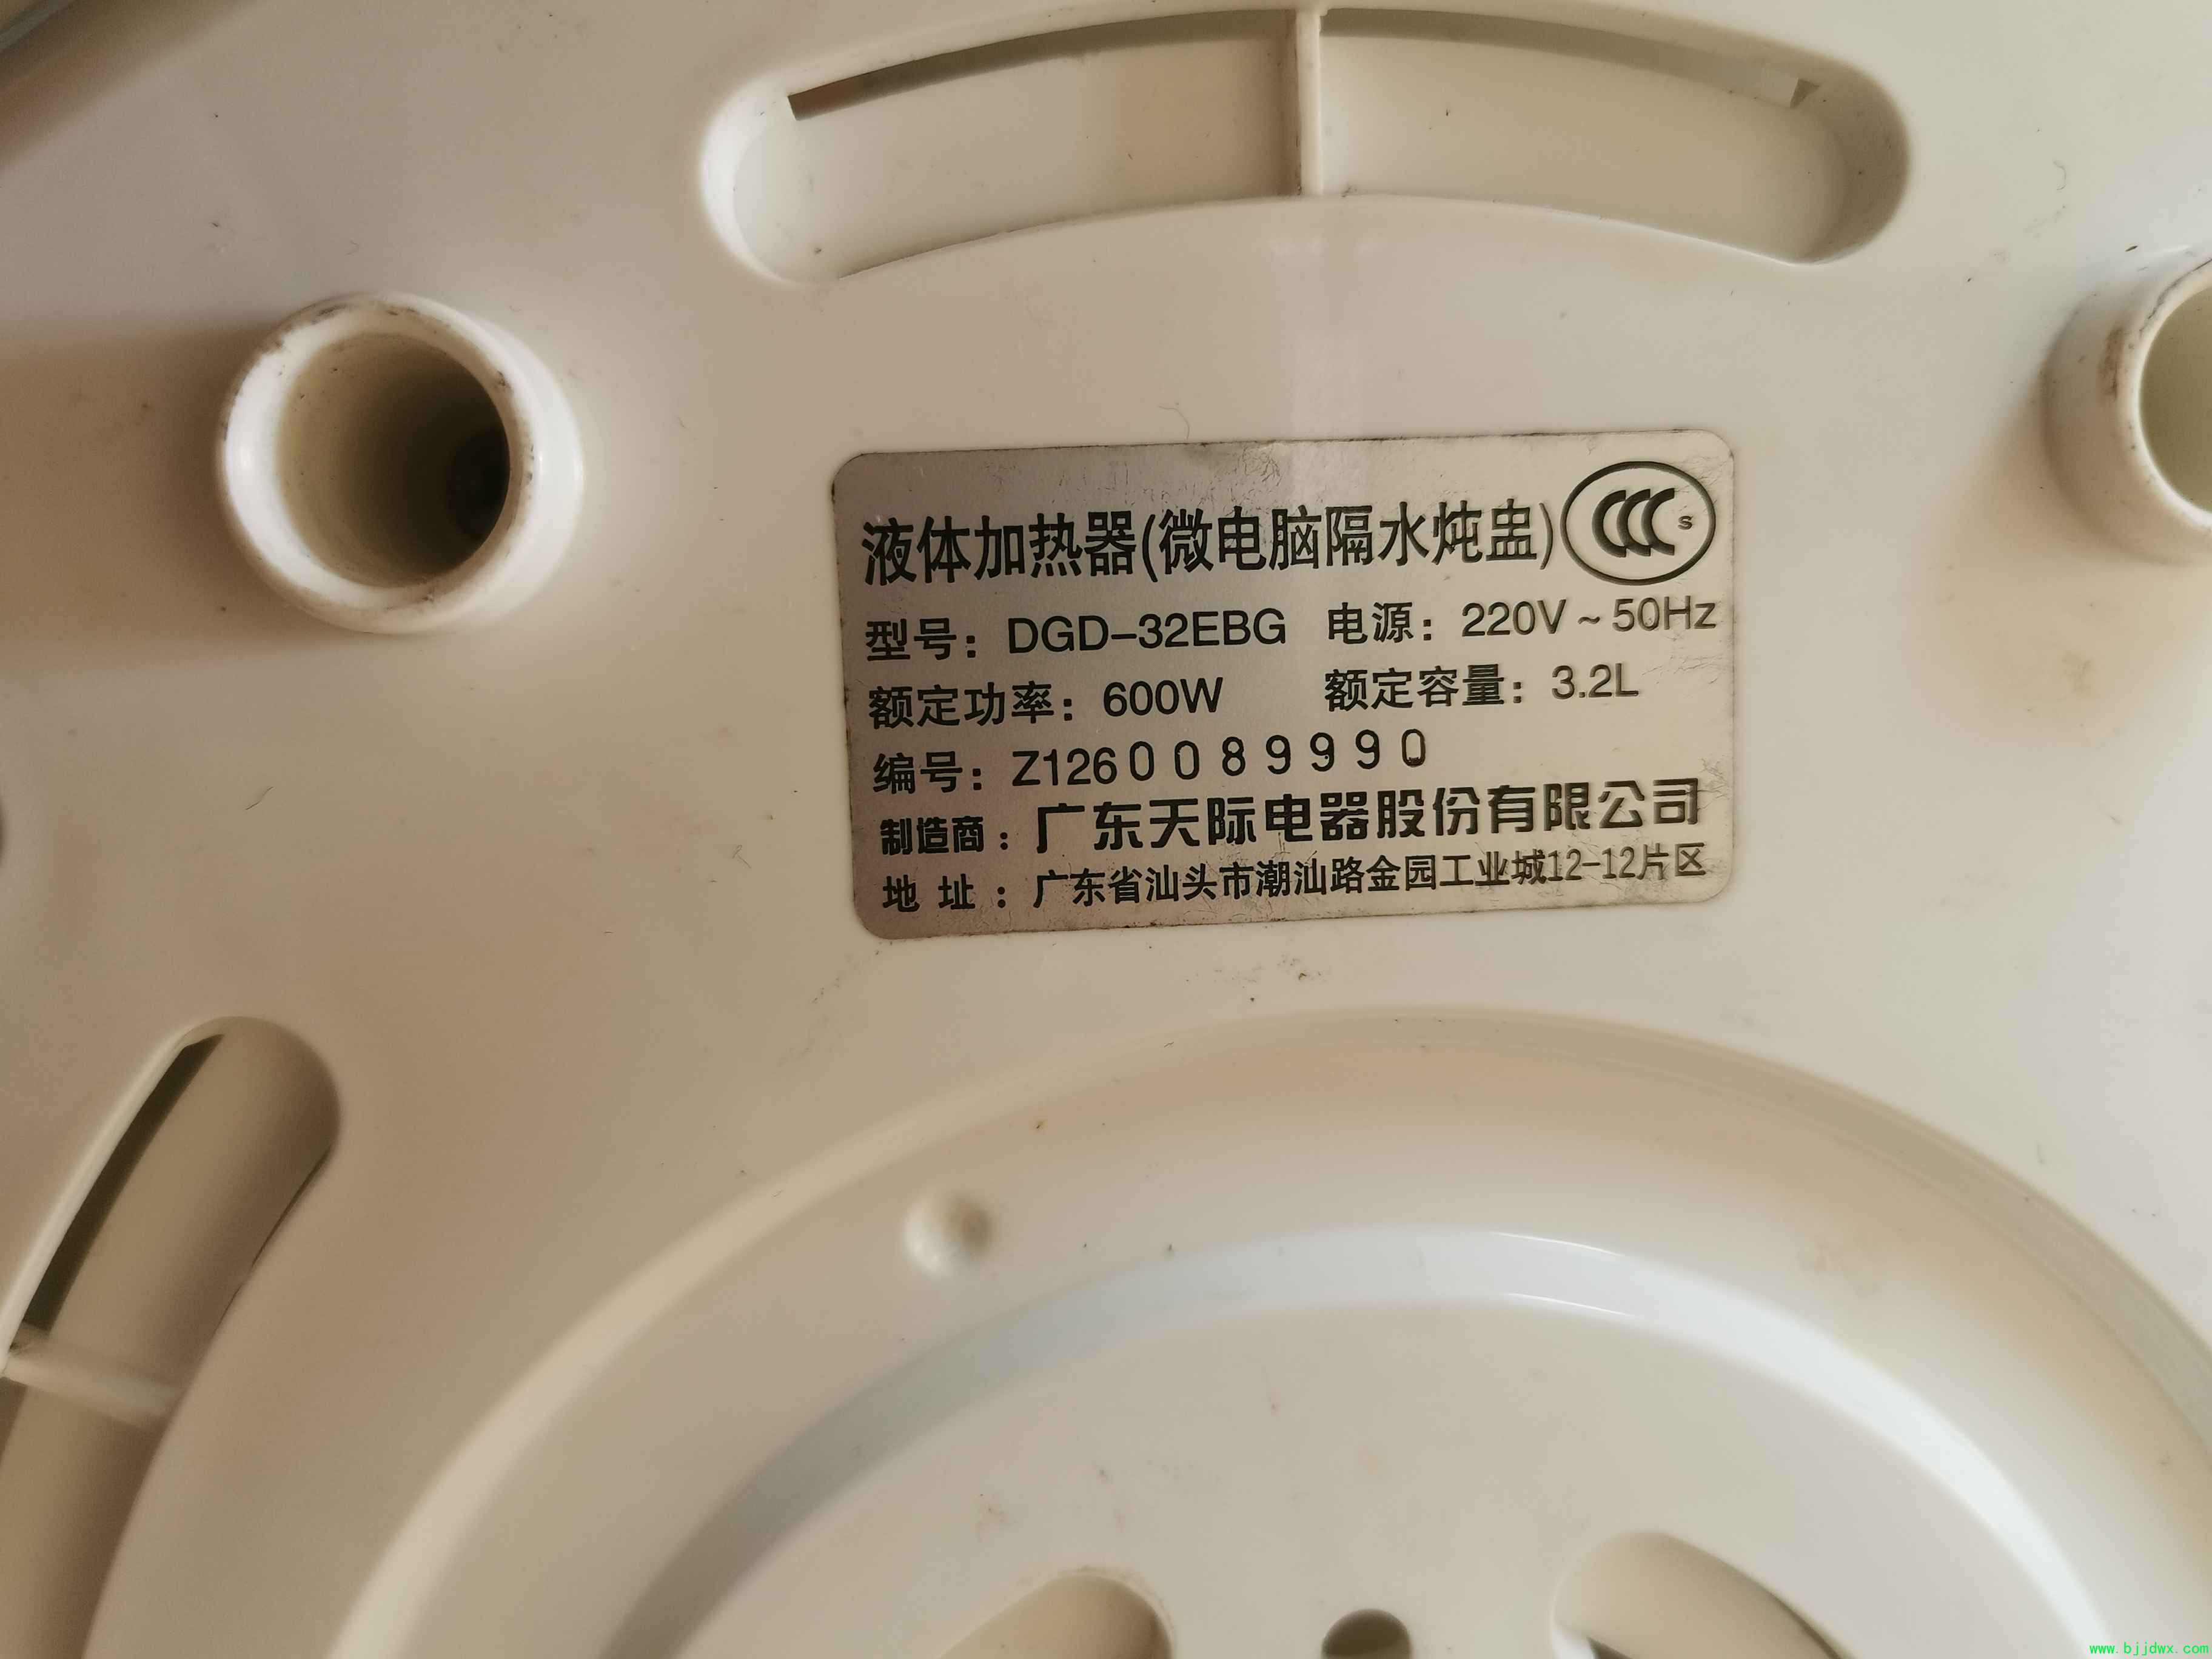 液体加热器(微电脑隔水炖盅) CCC S
型号: DGD-32EBG 电源: 220V~50Hz
额定功率: 600W 额定容量: 3.2L
编号: Z1260089990
制造商: 广东天际电器股份有限公司
地 址: 广东省汕头市潮汕路金园工业城12-12片区
www.bjjdwx.com